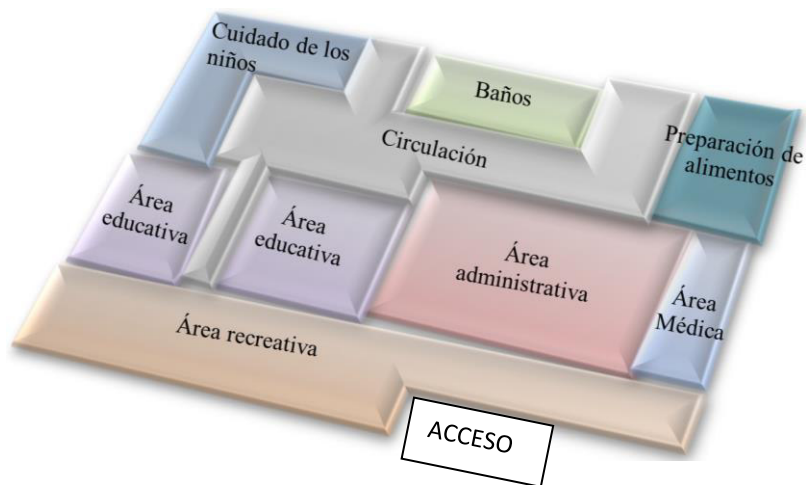 Cuidado de los
niños
Baños
Circulación
Preparación de
alimentos
Área
educativa
Área
educativa
Área
administrativa
Área
Médica
Área recreativa
ACCESO